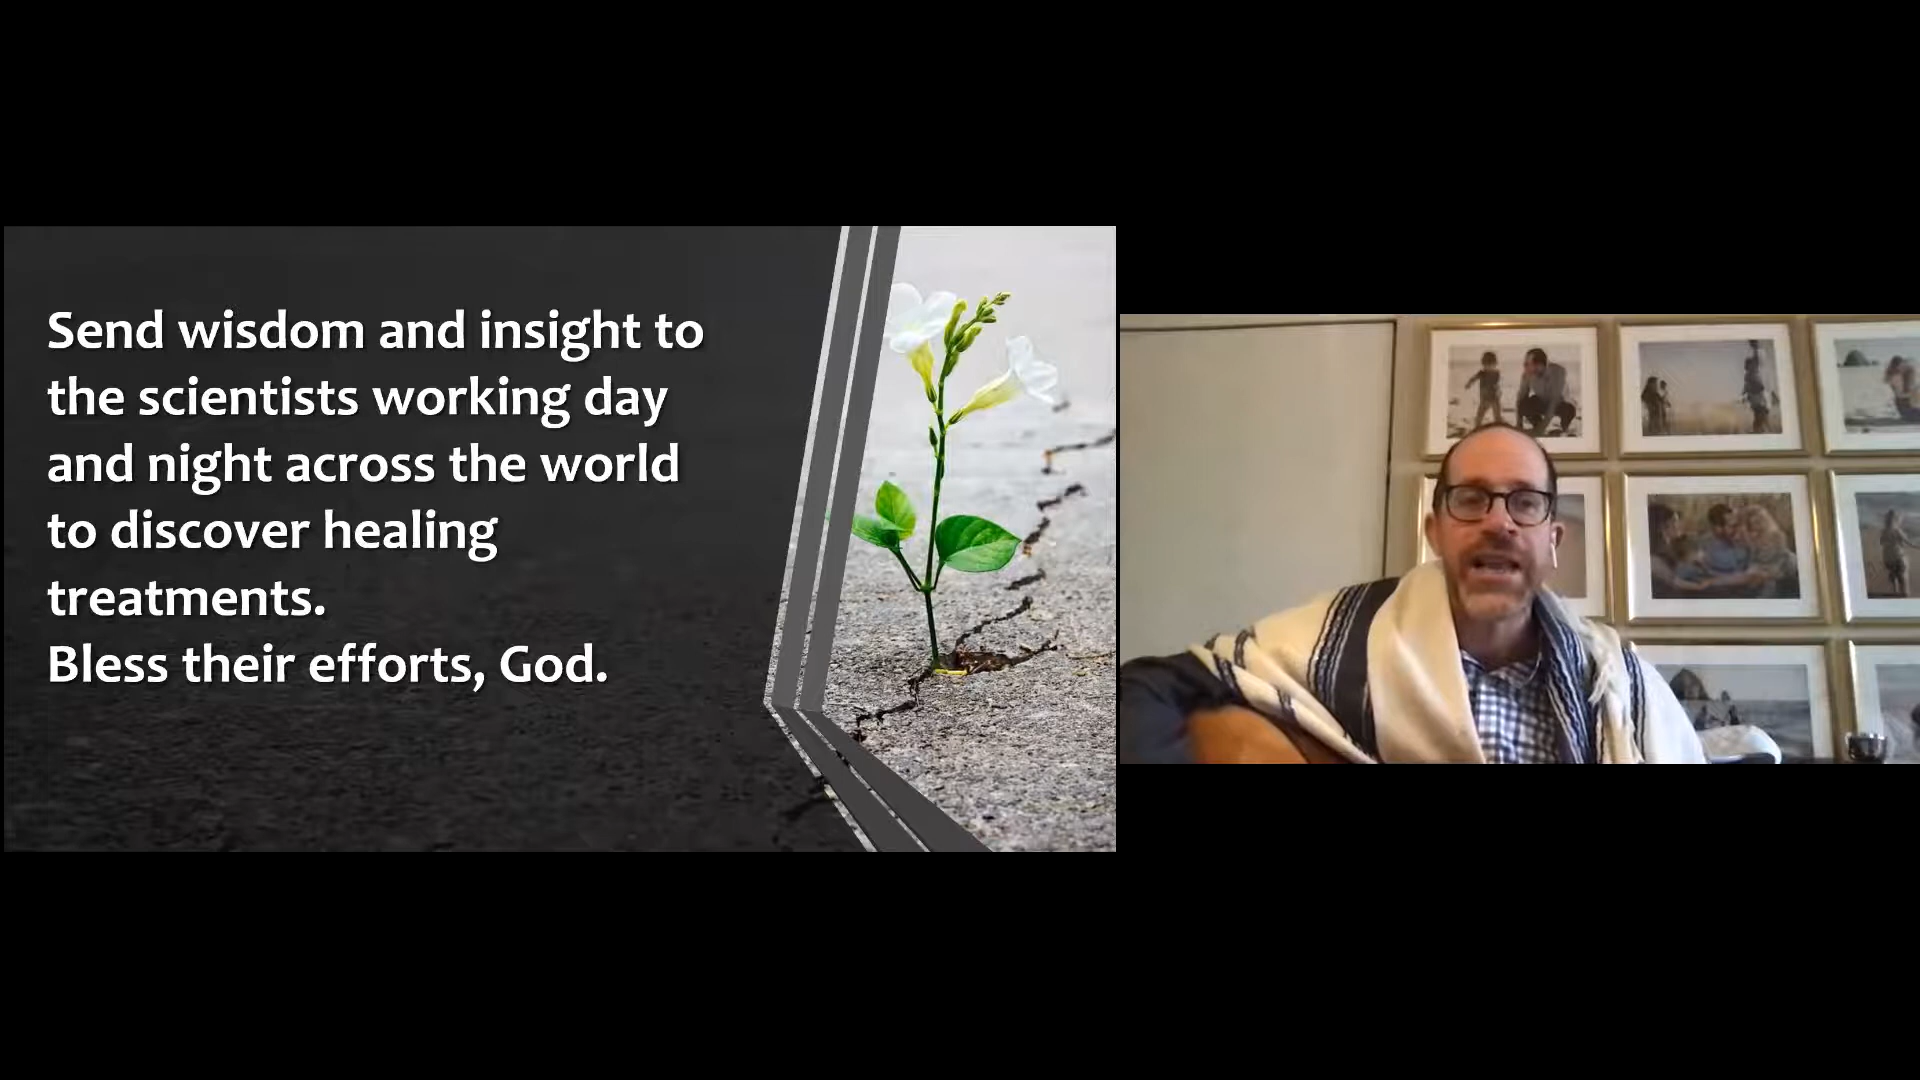 Send wisdom and insight to
the scientists working day
and night across the world
to discover healing
treatments.
Bless their efforts, God.